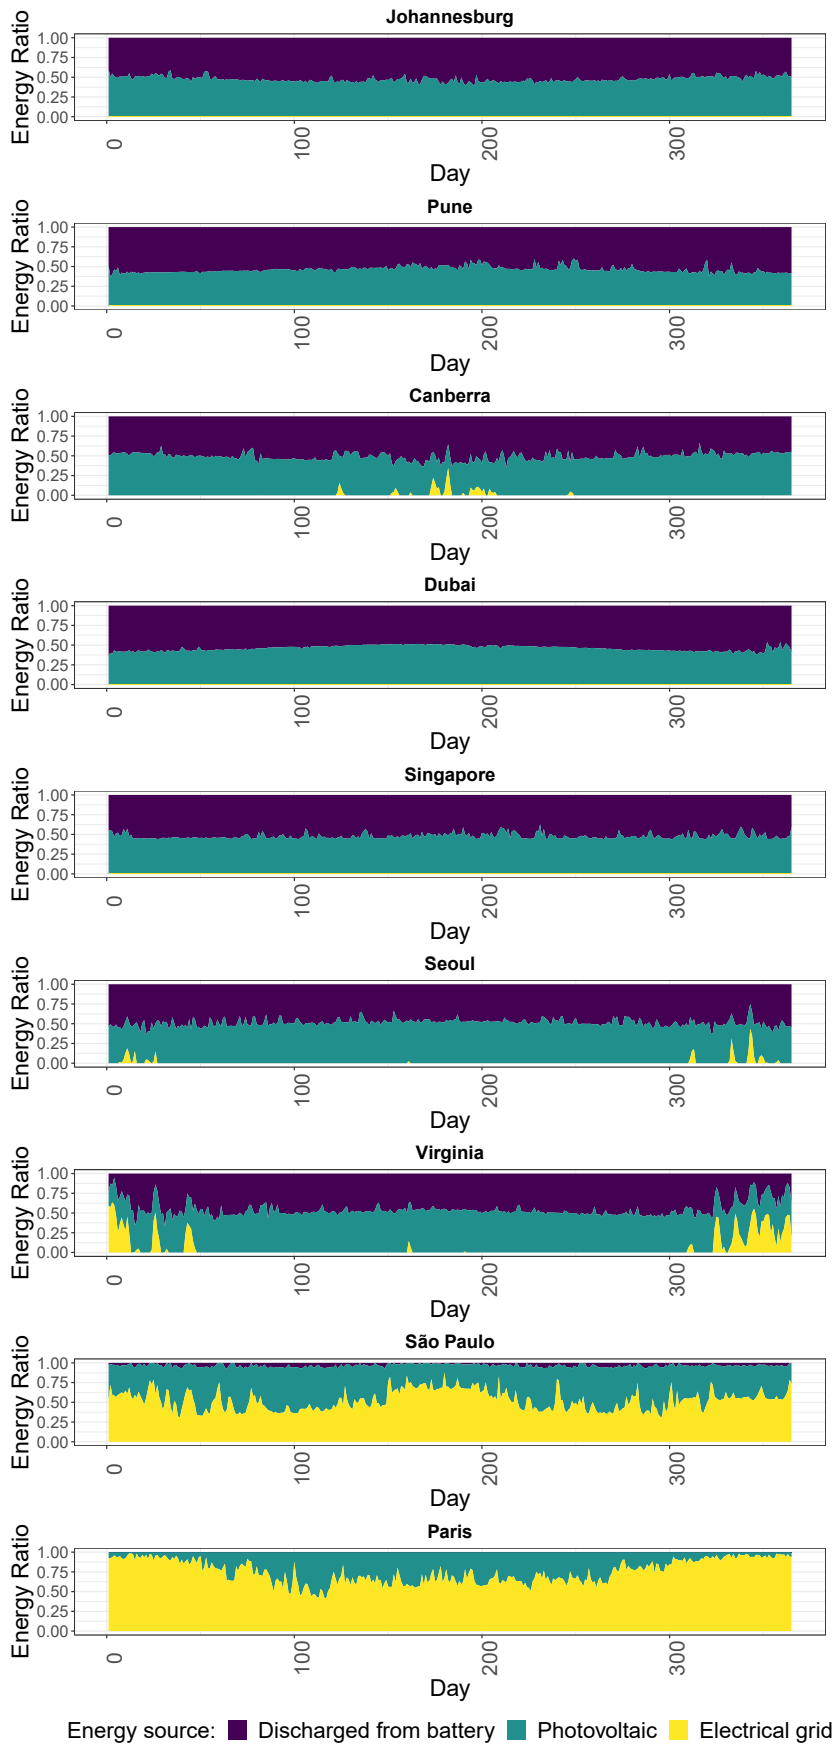 Johannesburg
Energy Ratio
1.00
0.75
0.50
0.25
0.00
0 100 200 300
Day
Pune
Energy Ratio
1.00
0.75
0.50
0.25
0.00
0 100 200 300
Day
Canberra
Energy Ratio
1.00
0.75
0.50
0.25
0.00
0 100 200 300
Day
Dubai
Energy Ratio
1.00
0.75
0.50
0.25
0.00
0 100 200 300
Day
Singapore
Energy Ratio
1.00
0.75
0.50
0.25
0.00
0 100 200 300
Day
Seoul
Energy Ratio
1.00
0.75
0.50
0.25
0.00
0 100 200 300
Day
Virginia
Energy Ratio
1.00
0.75
0.50
0.25
0.00
0 100 200 300
Day
São Paulo
Energy Ratio
1.00
0.75
0.50
0.25
0.00
0 100 200 300
Day
Paris
Energy Ratio
1.00
0.75
0.50
0.25
0.00
0 100 200 300
Day
Energy source: Discharged from battery Photovoltaic Electrical grid